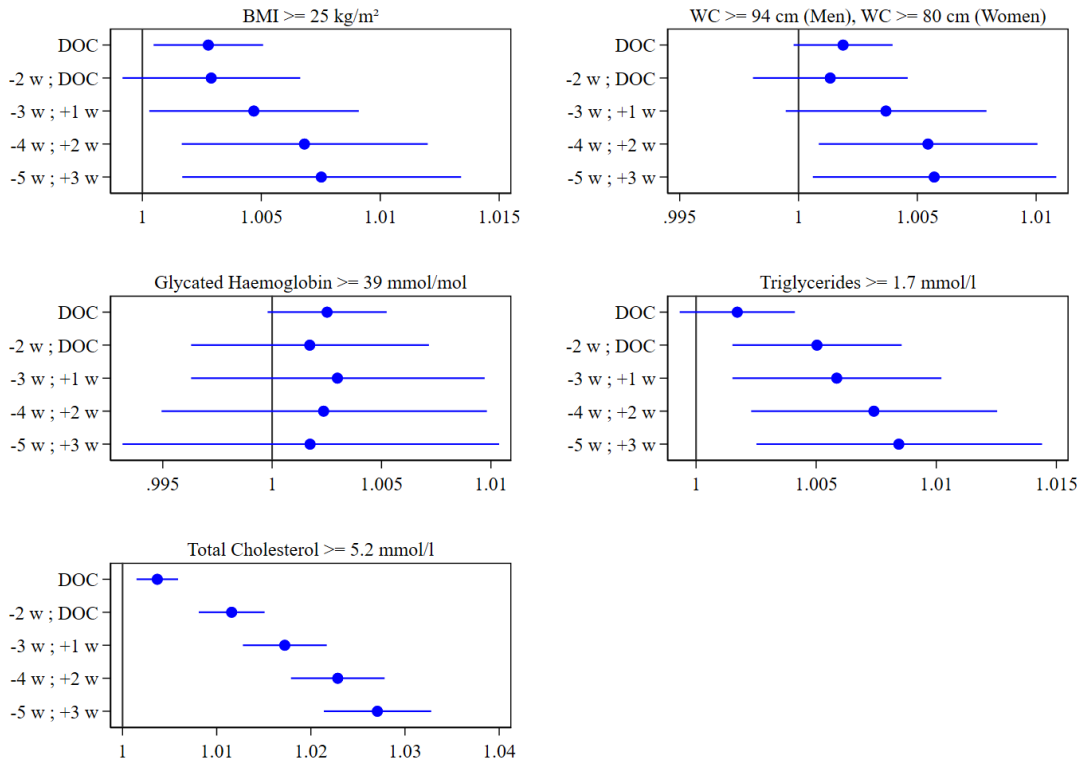 BMI >= 25 kg/m²
DOC
-2 w ; DOC
-3 w ; +1 w
-4 w ; +2 w
-5 w ; +3 w
1 1.005 1.01 1.015
WC >= 94 cm (Men), WC >= 80 cm (Women)
DOC
-2 w ; DOC
-3 w ; +1 w
-4 w ; +2 w
-5 w ; +3 w
.995 1 1.005 1.01
Glycated Haemoglobin >= 39 mmol/mol
DOC
-2 w ; DOC
-3 w ; +1 w
-4 w ; +2 w
-5 w ; +3 w
.995 1 1.005 1.01
Triglycerides >= 1.7 mmol/l
DOC
-2 w ; DOC
-3 w ; +1 w
-4 w ; +2 w
-5 w ; +3 w
1 1.005 1.01 1.015
Total Cholesterol >= 5.2 mmol/l
DOC
-2 w ; DOC
-3 w ; +1 w
-4 w ; +2 w
-5 w ; +3 w
1 1.01 1.02 1.03 1.04